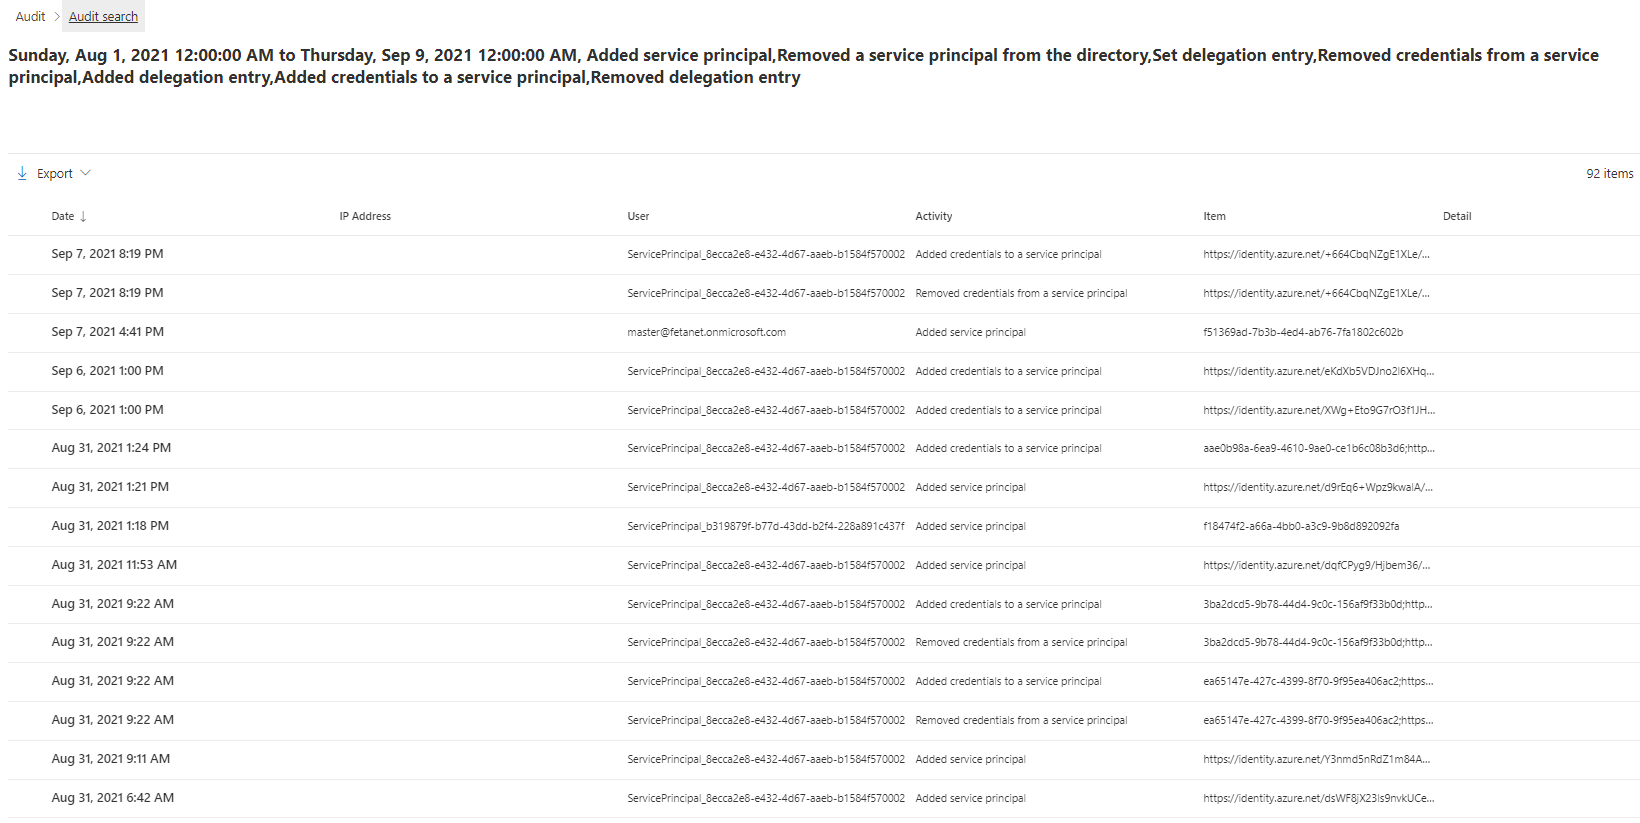 Audit > Audit search
Sunday, Aug 1, 2021 12:00:00 AM to Thursday, Sep 9, 2021 12:00:00 AM, Added service principal,Removed a service principal from the directory,Set delegation entry,Removed credentials from a service
principal,Added delegation entry,Added credentials to a service principal,Removed delegation entry
Export 92 items
Date ↓ IP Address User Activity Item Detail
Sep 7, 2021 8:19 PM ServicePrincipal_8ecca2e8-e432-4d67-aaeb-b1584f570002 Added credentials to a service principal https://identity.azure.net/+664CbqNZgE1XLe/...
Sep 7, 2021 8:19 PM ServicePrincipal_8ecca2e8-e432-4d67-aaeb-b1584f570002 Removed credentials from a service principal https://identity.azure.net/+664CbqNZgE1XLe/...
Sep 7, 2021 4:41 PM master@fetanet.onmicrosoft.com Added service principal f51369ad-7b3b-4ed4-ab76-7fa1802c602b
Sep 6, 2021 1:00 PM ServicePrincipal_8ecca2e8-e432-4d67-aaeb-b1584f570002 Added credentials to a service principal https://identity.azure.net/eKdXb5VDJno2I6XHq...
Sep 6, 2021 1:00 PM ServicePrincipal_8ecca2e8-e432-4d67-aaeb-b1584f570002 Added credentials to a service principal https://identity.azure.net/XWg+Eto9G7rO3f1JH...
Aug 31, 2021 1:24 PM ServicePrincipal_8ecca2e8-e432-4d67-aaeb-b1584f570002 Added credentials to a service principal aae0b98a-6ea9-4610-9ae0-ce1b6c08b3d6;http...
Aug 31, 2021 1:21 PM ServicePrincipal_8ecca2e8-e432-4d67-aaeb-b1584f570002 Added service principal https://identity.azure.net/d9rEq6+Wpz9kwaIA/...
Aug 31, 2021 1:18 PM ServicePrincipal_b319879f-b77d-43dd-b2f4-228a891c437f Added service principal f18474f2-a66a-4bb0-a3c9-9b8d892092fa
Aug 31, 2021 11:53 AM ServicePrincipal_8ecca2e8-e432-4d67-aaeb-b1584f570002 Added service principal https://identity.azure.net/dqfCPyg9/Hjbem36/...
Aug 31, 2021 9:22 AM ServicePrincipal_8ecca2e8-e432-4d67-aaeb-b1584f570002 Added credentials to a service principal 3ba2dcd5-9b78-44d4-9c0c-156af9f33b0d;http...
Aug 31, 2021 9:22 AM ServicePrincipal_8ecca2e8-e432-4d67-aaeb-b1584f570002 Removed credentials from a service principal 3ba2dcd5-9b78-44d4-9c0c-156af9f33b0d;http...
Aug 31, 2021 9:22 AM ServicePrincipal_8ecca2e8-e432-4d67-aaeb-b1584f570002 Added credentials to a service principal ea65147e-427c-4399-8f70-9f95ea406ac2;https...
Aug 31, 2021 9:22 AM ServicePrincipal_8ecca2e8-e432-4d67-aaeb-b1584f570002 Removed credentials from a service principal ea65147e-427c-4399-8f70-9f95ea406ac2;https...
Aug 31, 2021 9:11 AM ServicePrincipal_8ecca2e8-e432-4d67-aaeb-b1584f570002 Added service principal https://identity.azure.net/Y3nmd5nRdZ1m84A...
Aug 31, 2021 6:42 AM ServicePrincipal_8ecca2e8-e432-4d67-aaeb-b1584f570002 Added service principal https://identity.azure.net/dsWF8jX23Is9nvkUCe...